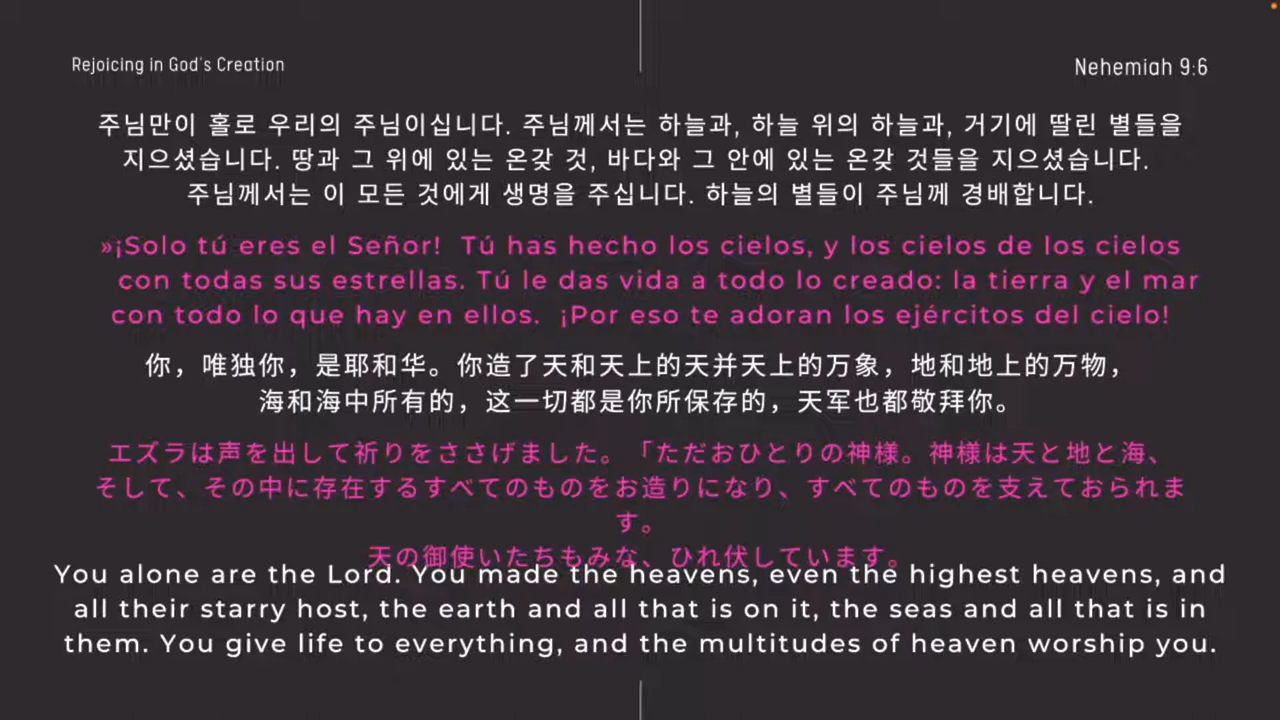 Rejoicing in God's Creation
Nehemiah 9:6
주님만이 홀로 우리의 주님이십니다. 주님께서는 하늘과, 하늘 위의 하늘과, 거기에 딸린 별들을
지으셨습니다. 땅과 그 위에 있는 온갖 것, 바다와 그 안에 있는 온갖 것들을 지으셨습니다.
주님께서는 이 모든 것에게 생명을 주십니다. 하늘의 별들이 주님께 경배합니다.
»¡Solo tú eres el Señor! Tú has hecho los cielos, y los cielos de los cielos
con todas sus estrellas. Tú le das vida a todo lo creado: la tierra y el mar
con todo lo que hay en ellos. ¡Por eso te adoran los ejércitos del cielo!
你，唯独你，是耶和华。你造了天和天上的天并天上的万象，地和地上的万物，
海和海中所有的，这一切都是你所保存的，天军也都敬拜你。
エズラは声を出して祈りをささげました。「ただおひとりの神様。神様は天と地と海、
そして、その中に存在するすべてのものをお造りになり、すべてのものを支えておられま
す。
天の御使いたちもみな、ひれ伏しています。
You alone are the Lord. You made the heavens, even the highest heavens, and
all their starry host, the earth and all that is on it, the seas and all that is in
them. You give life to everything, and the multitudes of heaven worship you.